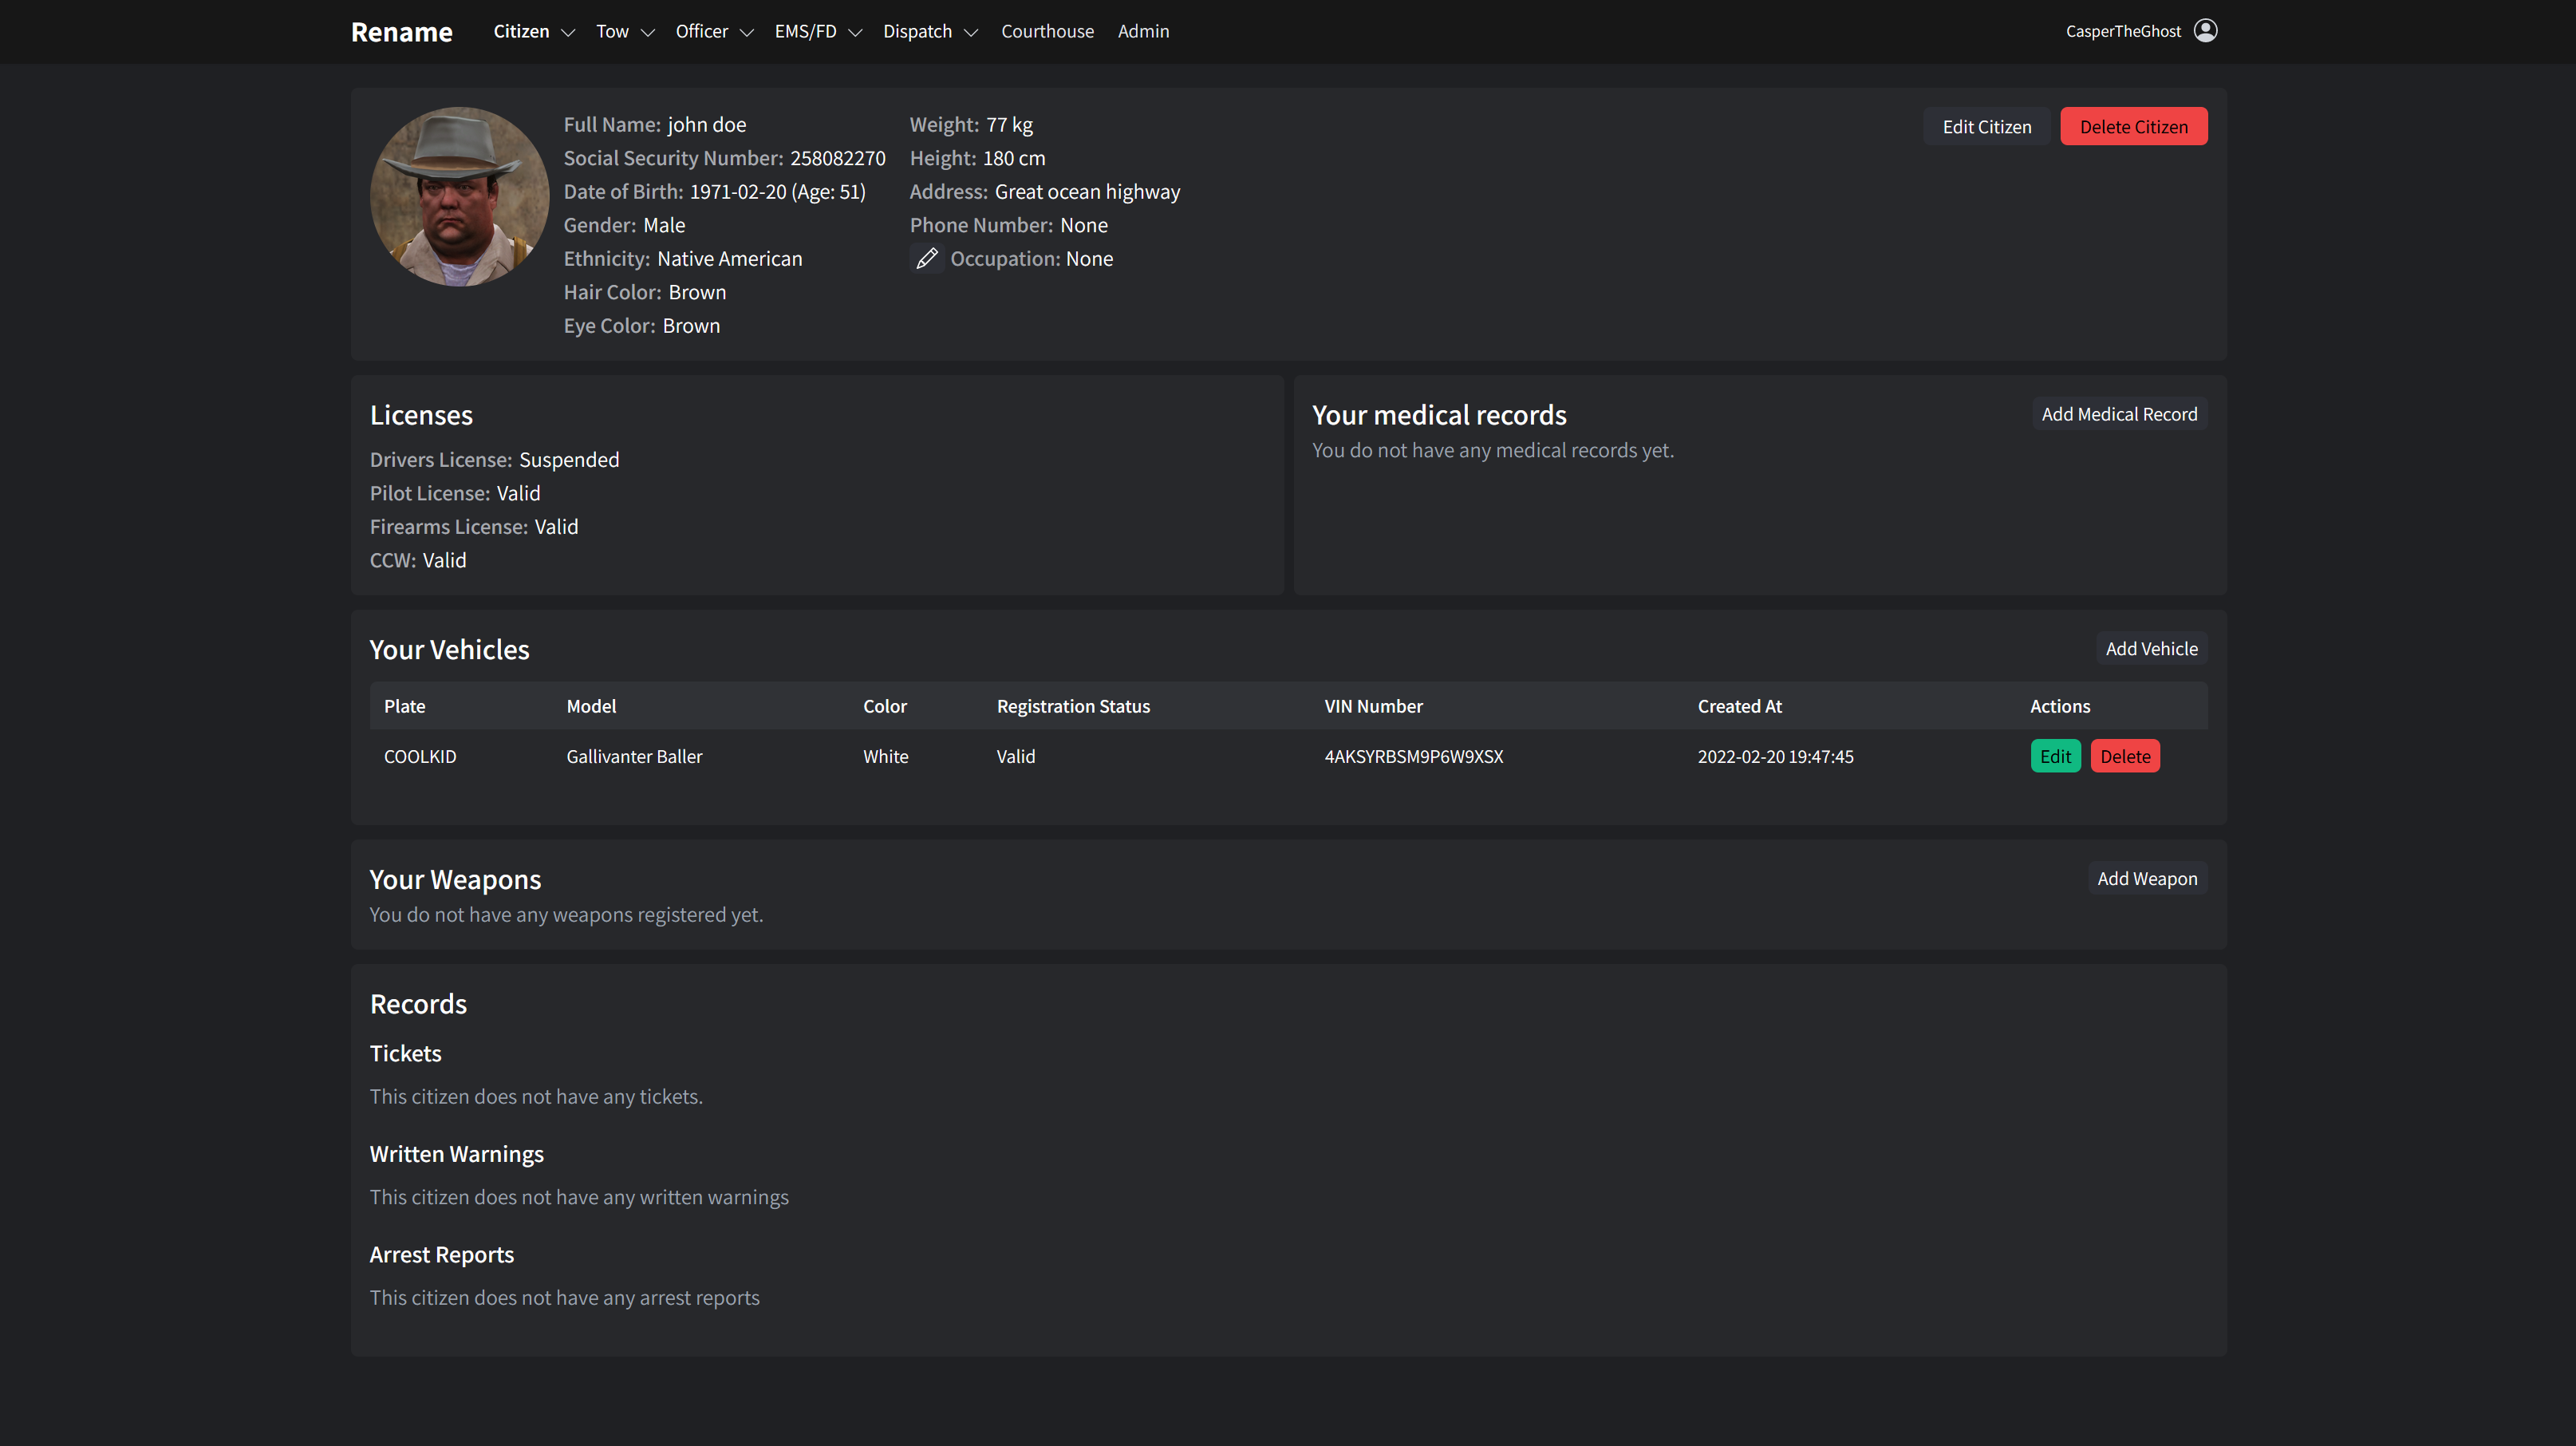 Rename Citizen Tow Officer EMS/FD Dispatch Courthouse Admin CasperTheGhost
Full Name: john doe
Social Security Number: 258082270
Date of Birth: 1971-02-20 (Age: 51)
Gender: Male
Ethnicity: Native American
Hair Color: Brown
Eye Color: Brown
Weight: 77 kg
Height: 180 cm
Address: Great ocean highway
Phone Number: None
Occupation: None
Edit Citizen Delete Citizen
Licenses
Drivers License: Suspended
Pilot License: Valid
Firearms License: Valid
CCW: Valid
Your medical records Add Medical Record
You do not have any medical records yet.
Your Vehicles Add Vehicle
Plate Model Color Registration Status VIN Number Created At Actions
COOLKID Gallivanter Baller White Valid 4AKSYRBSM9P6W9XSX 2022-02-20 19:47:45 Edit Delete
Your Weapons Add Weapon
You do not have any weapons registered yet.
Records
Tickets
This citizen does not have any tickets.
Written Warnings
This citizen does not have any written warnings
Arrest Reports
This citizen does not have any arrest reports